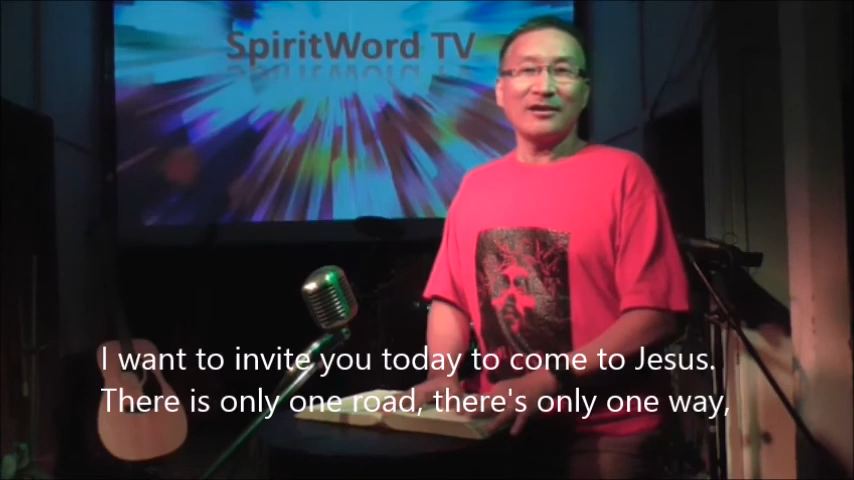 SpiritWord TV
I want to invite you today to come to Jesus.
There is only one road, there's only one way,